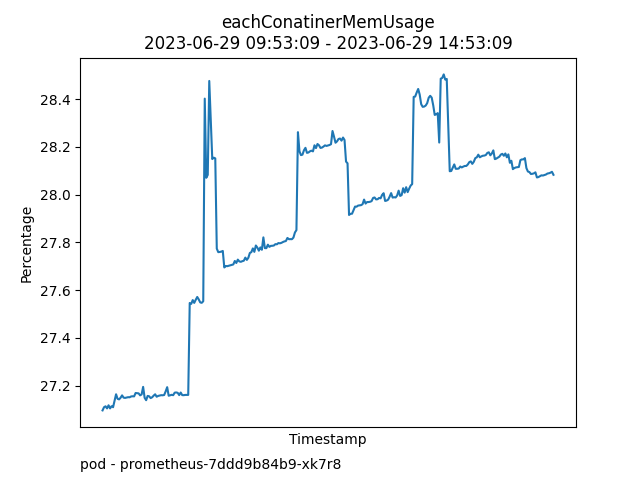 eachConatinerMemUsage
2023-06-29 09:53:09 - 2023-06-29 14:53:09
28.4
28.2
28.0
27.8
27.6
27.4
27.2
Percentage
Timestamp
pod - prometheus-7ddd9b84b9-xk7r8